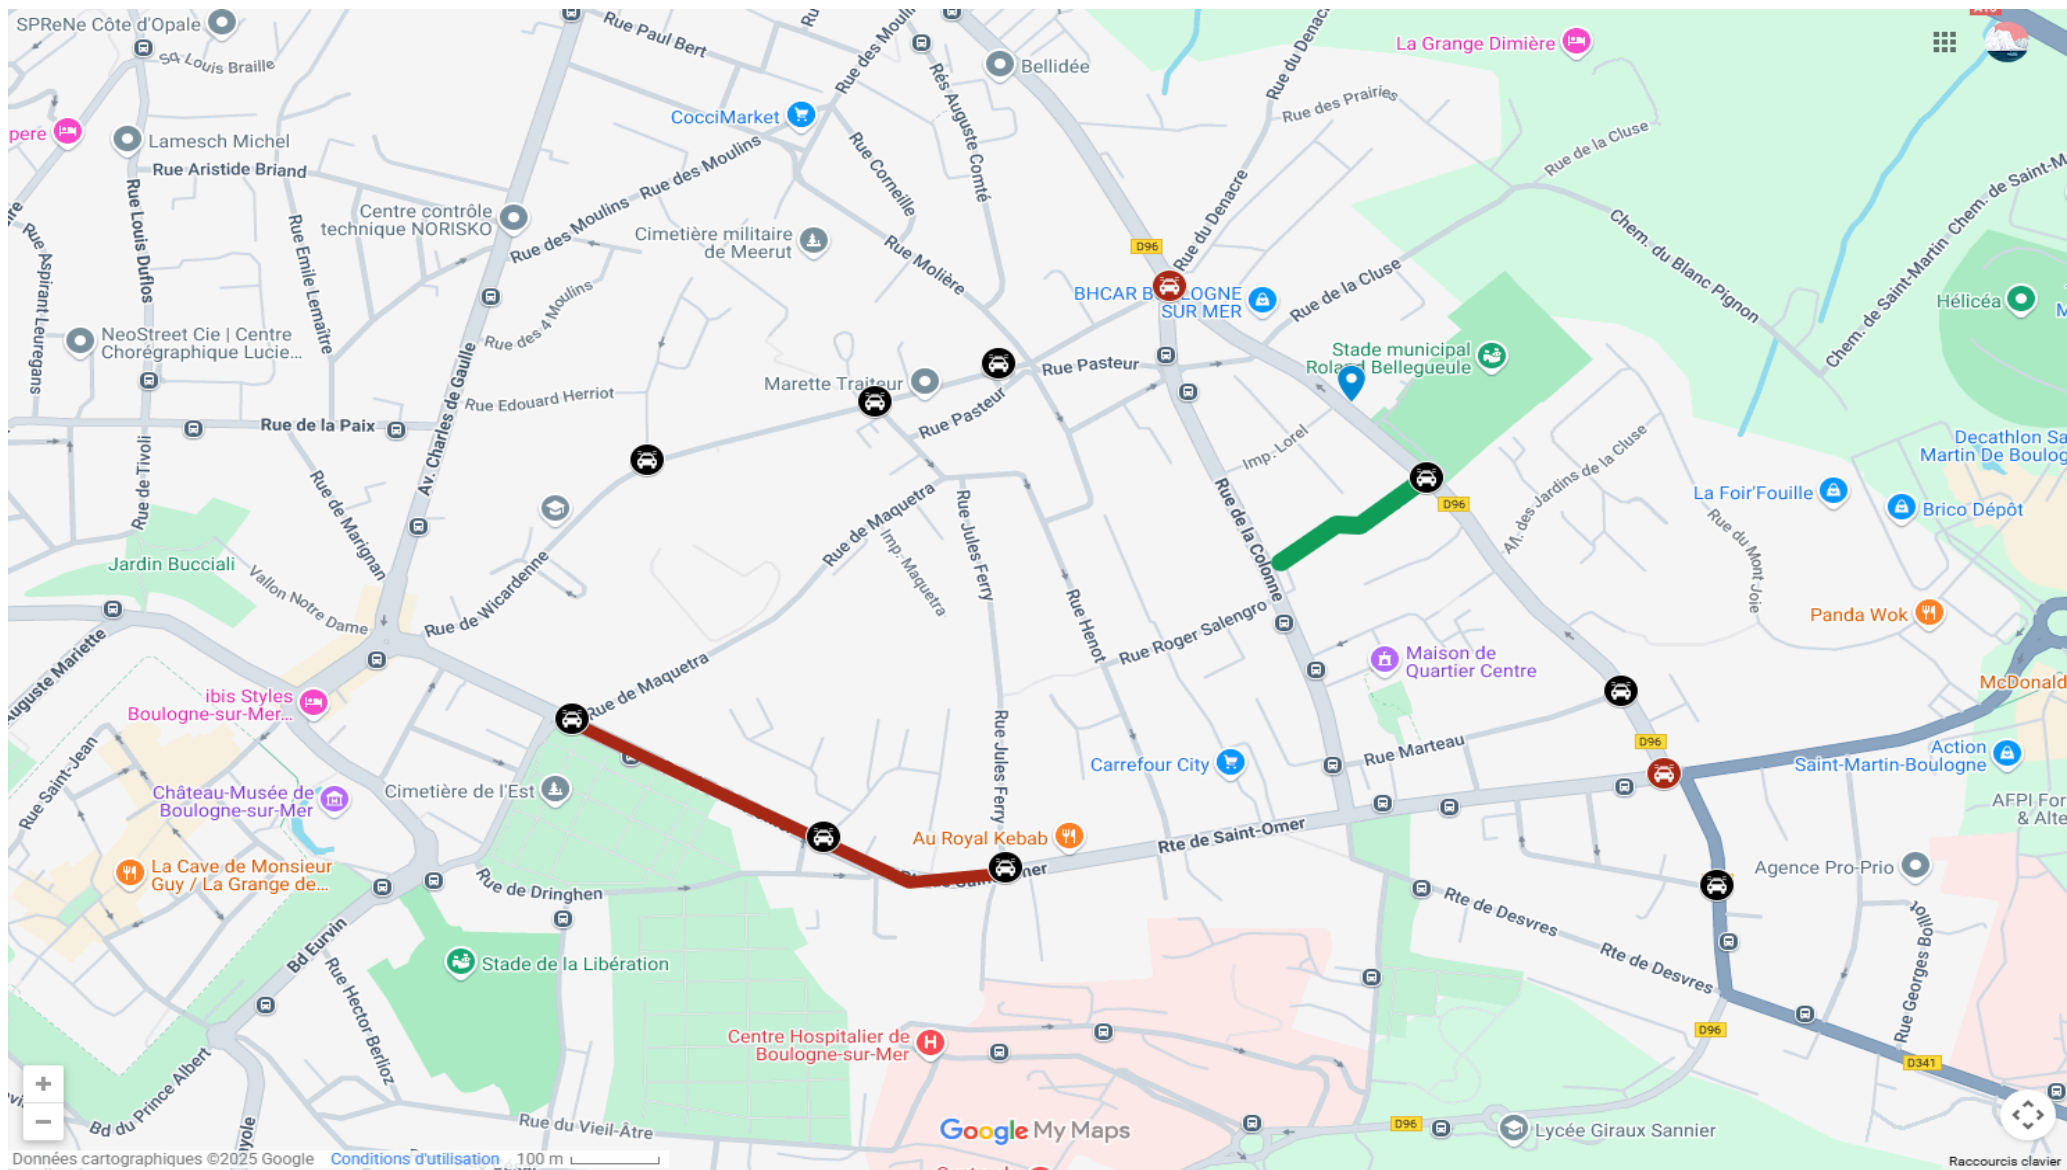 SPReNe Côte d'Opale
Sq. Louis Braille
Rue Paul Bert
Rue des Moulins
Bellidée
Rue du Denacre
La Grange Dimière
Rue des Prairies
pere
Lamesch Michel
CocciMarket
Rés Auguste Comté
Rue de la Cluse
Rue Aristide Briand
Rue des Moulins
Rue Corneille
Rue Louis Duflos
Rue Emile Lemaître
Rue Aspirant Leuregans
Centre contrôle
technique NORISKO
Rue des Moulins
Cimetière militaire
de Meerut
Rue Molière
D96
Rue du Denacre
Chem. du Blanc Pignon
Chem. de Saint-Martin
Chem. de Saint-M
Rue de la Cluse
BHCAR B
LOGNE
SUR MER
Hélicéa
NeoStreet Cie | Centre
Chorégraphique Lucie...
Rue des 4 Moulins
Av. Charles de Gaulle
Stade municipal
Roland Bellegueule
Marette Traiteur
Rue Pasteur
Rue Edouard Herriot
Rue Pasteur
Rue de la Paix
Imp. Lorel
Decathlon Sa
Martin De Boulog
Rue de Tivoli
Rue de Marignan
Rue de Maquetra
Rue Jules Ferry
Rue de la Colonne
D96
All. des Jardins de la Cluse
La Foir'Fouille
Brico Dépôt
Rue du Mont Joie
Jardin Bucciali
Vallon Notre Dame
Rue de Wicardenne
Imp. Maquetra
Rue Henot
Rue Roger Salengro
Panda Wok
Auguste Mariette
Rue de Maquetra
Maison de
Quartier Centre
McDonald
ibis Styles
Boulogne-sur-Mer...
Rue Saint-Jean
Rue Jules Ferry
Carrefour City
Rue Marteau
D96
Action
Saint-Martin-Boulogne
Château-Musée de
Boulogne-sur-Mer
Cimetière de l'Est
AFPI For
& Alte
Au Royal Kebab
Rte de Saint-Omer
La Cave de Monsieur
Guy / La Grange de...
Rue de Dringhen
Agence Pro-Prio
Rte de Desvres
Rte de Desvres
Rue Georges Bolliot
Bd Eurvin
Stade de la Libération
Rue Hector Berlioz
Centre Hospitalier de
Boulogne-sur-Mer
D96
D341
Bd du Prince Albert
Rue du Vieil-Âtre
Google My Maps
D96
Lycée Giraux Sannier
Données cartographiques ©2025 Google
Conditions d'utilisation
100 m
Raccourcis clavier